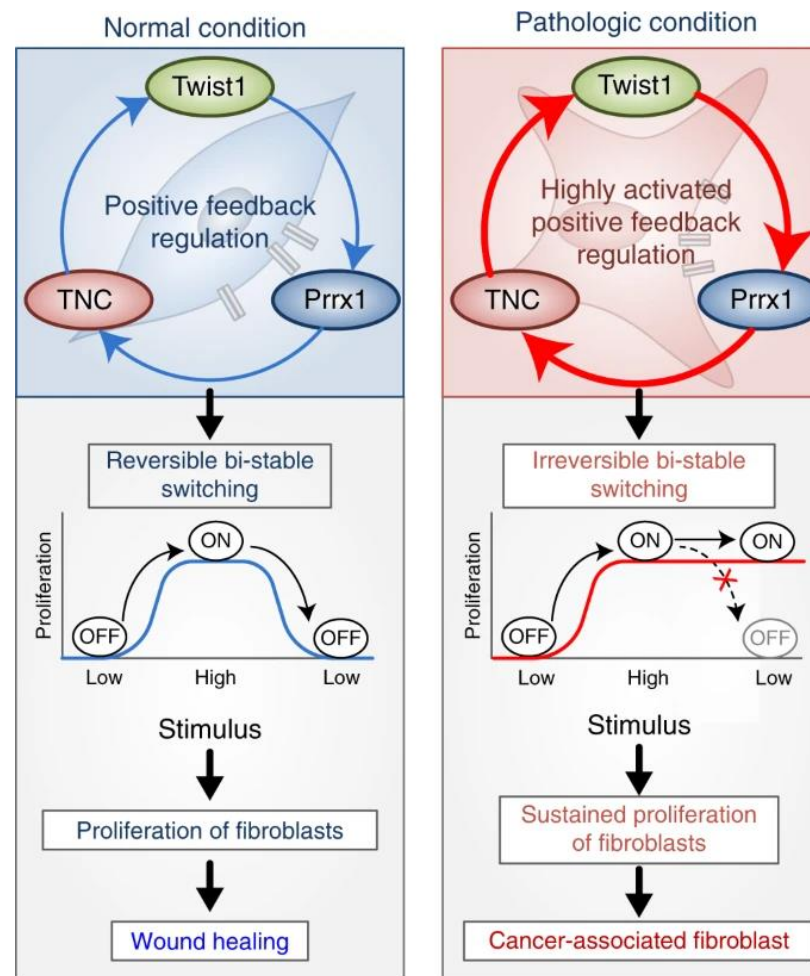 Normal condition
Twist1
Positive feedback
regulation
TNC
Prrx1
Reversible bi-stable
switching
Proliferation
OFF
ON
OFF
Low
High
Low
Stimulus
Proliferation of fibroblasts
Wound healing
Pathologic condition
Twist1
Highly activated
positive feedback
regulation
TNC
Prrx1
Irreversible bi-stable
switching
Proliferation
OFF
ON
ON
OFF
Low
High
Low
Stimulus
Sustained proliferation
of fibroblasts
Cancer-associated fibroblast